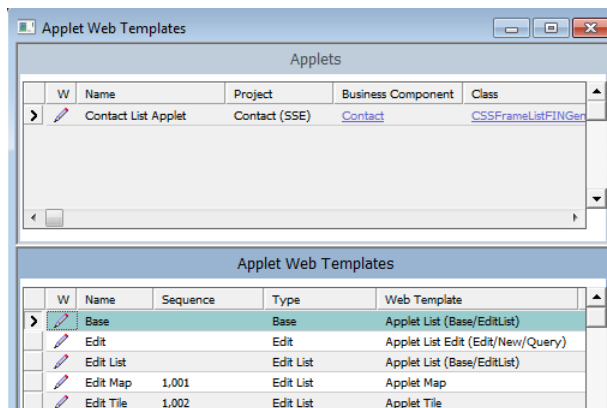 Applet Web Templates
Applets
W Name Project Business Component Class
Contact List Applet Contact (SSE) Contact CSSFrameListFINGen
Applet Web Templates
W Name Sequence Type Web Template
Base Base Applet List (Base/EditList)
Edit Edit Applet List Edit (Edit/New/Query)
Edit List Edit List Applet List (Base/EditList)
Edit Map 1,001 Edit List Applet Map
Edit Tile 1,002 Edit List Applet Tile